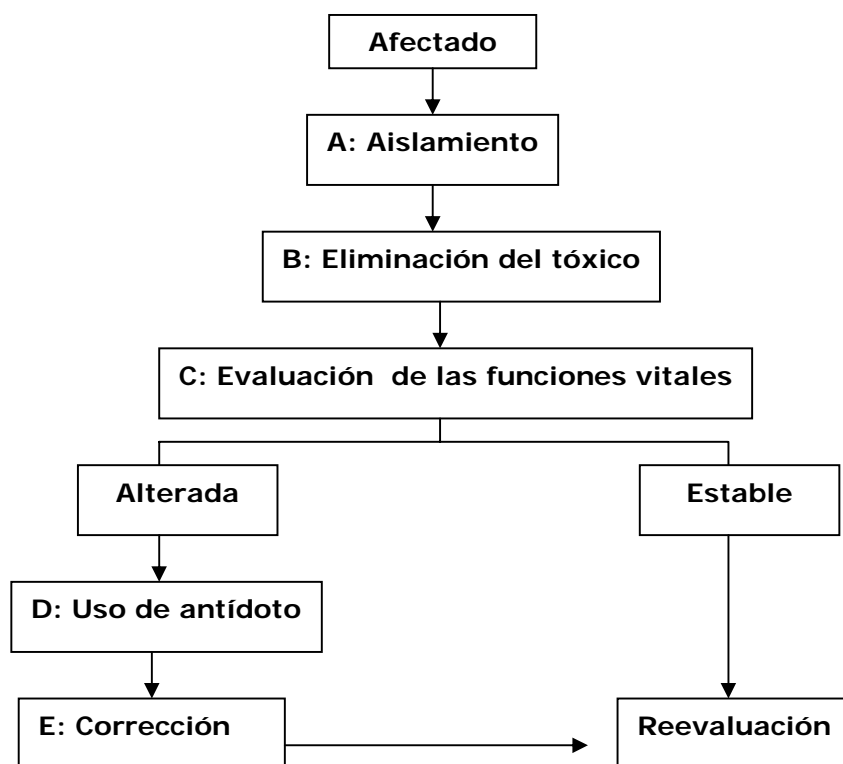 Afectado
A: Aislamiento
B: Eliminación del tóxico
C: Evaluación  de las funciones vitales
Alterada
Estable
D: Uso de antídoto
E: Corrección
Reevaluación